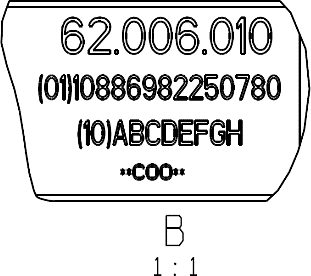 62.006.010
(01)10886982250780
(10)ABCDEFGH
**COO**
B
1 : 1